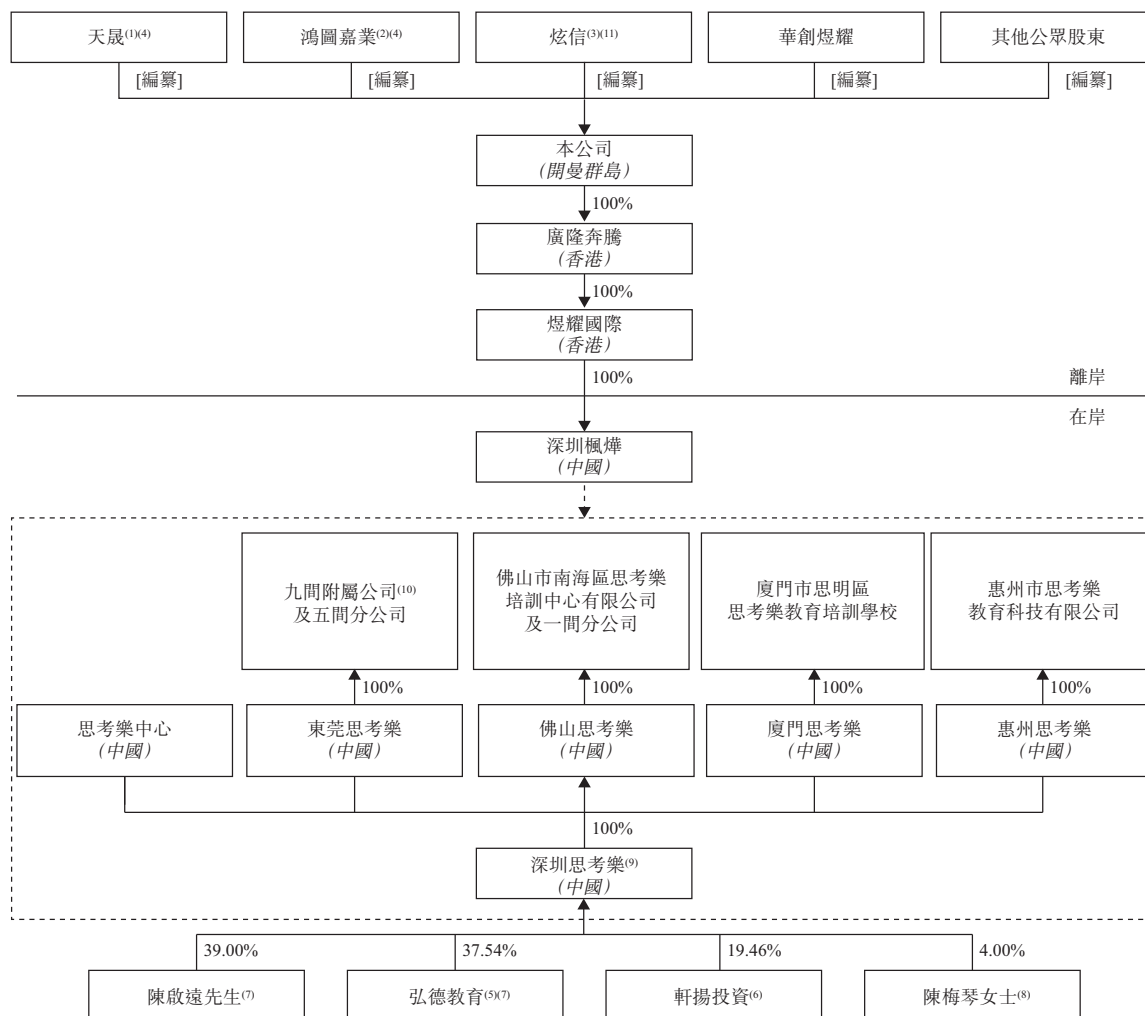 天晟(1)(4)
鴻圖嘉業(2)(4)
炫信(3)(11)
華創煜耀
其他公眾股東
[編纂]
[編纂]
[編纂]
[編纂]
[編纂]
本公司
(開曼群島)
100%
廣隆奔騰
(香港)
100%
煜耀國際
(香港)
100%
離岸
在岸
深圳楓燁
(中國)
九間附屬公司(10)
及五間分公司
佛山市南海區思考樂
培訓中心有限公司
及一間分公司
廈門市思明區
思考樂教育培訓學校
惠州市思考樂
教育科技有限公司
100%
100%
100%
100%
思考樂中心
(中國)
東莞思考樂
(中國)
佛山思考樂
(中國)
廈門思考樂
(中國)
惠州思考樂
(中國)
100%
深圳思考樂(9)
(中國)
39.00%
37.54%
19.46%
4.00%
陳啟遠先生(7)
弘德教育(5)(7)
軒揚投資(6)
陳梅琴女士(8)